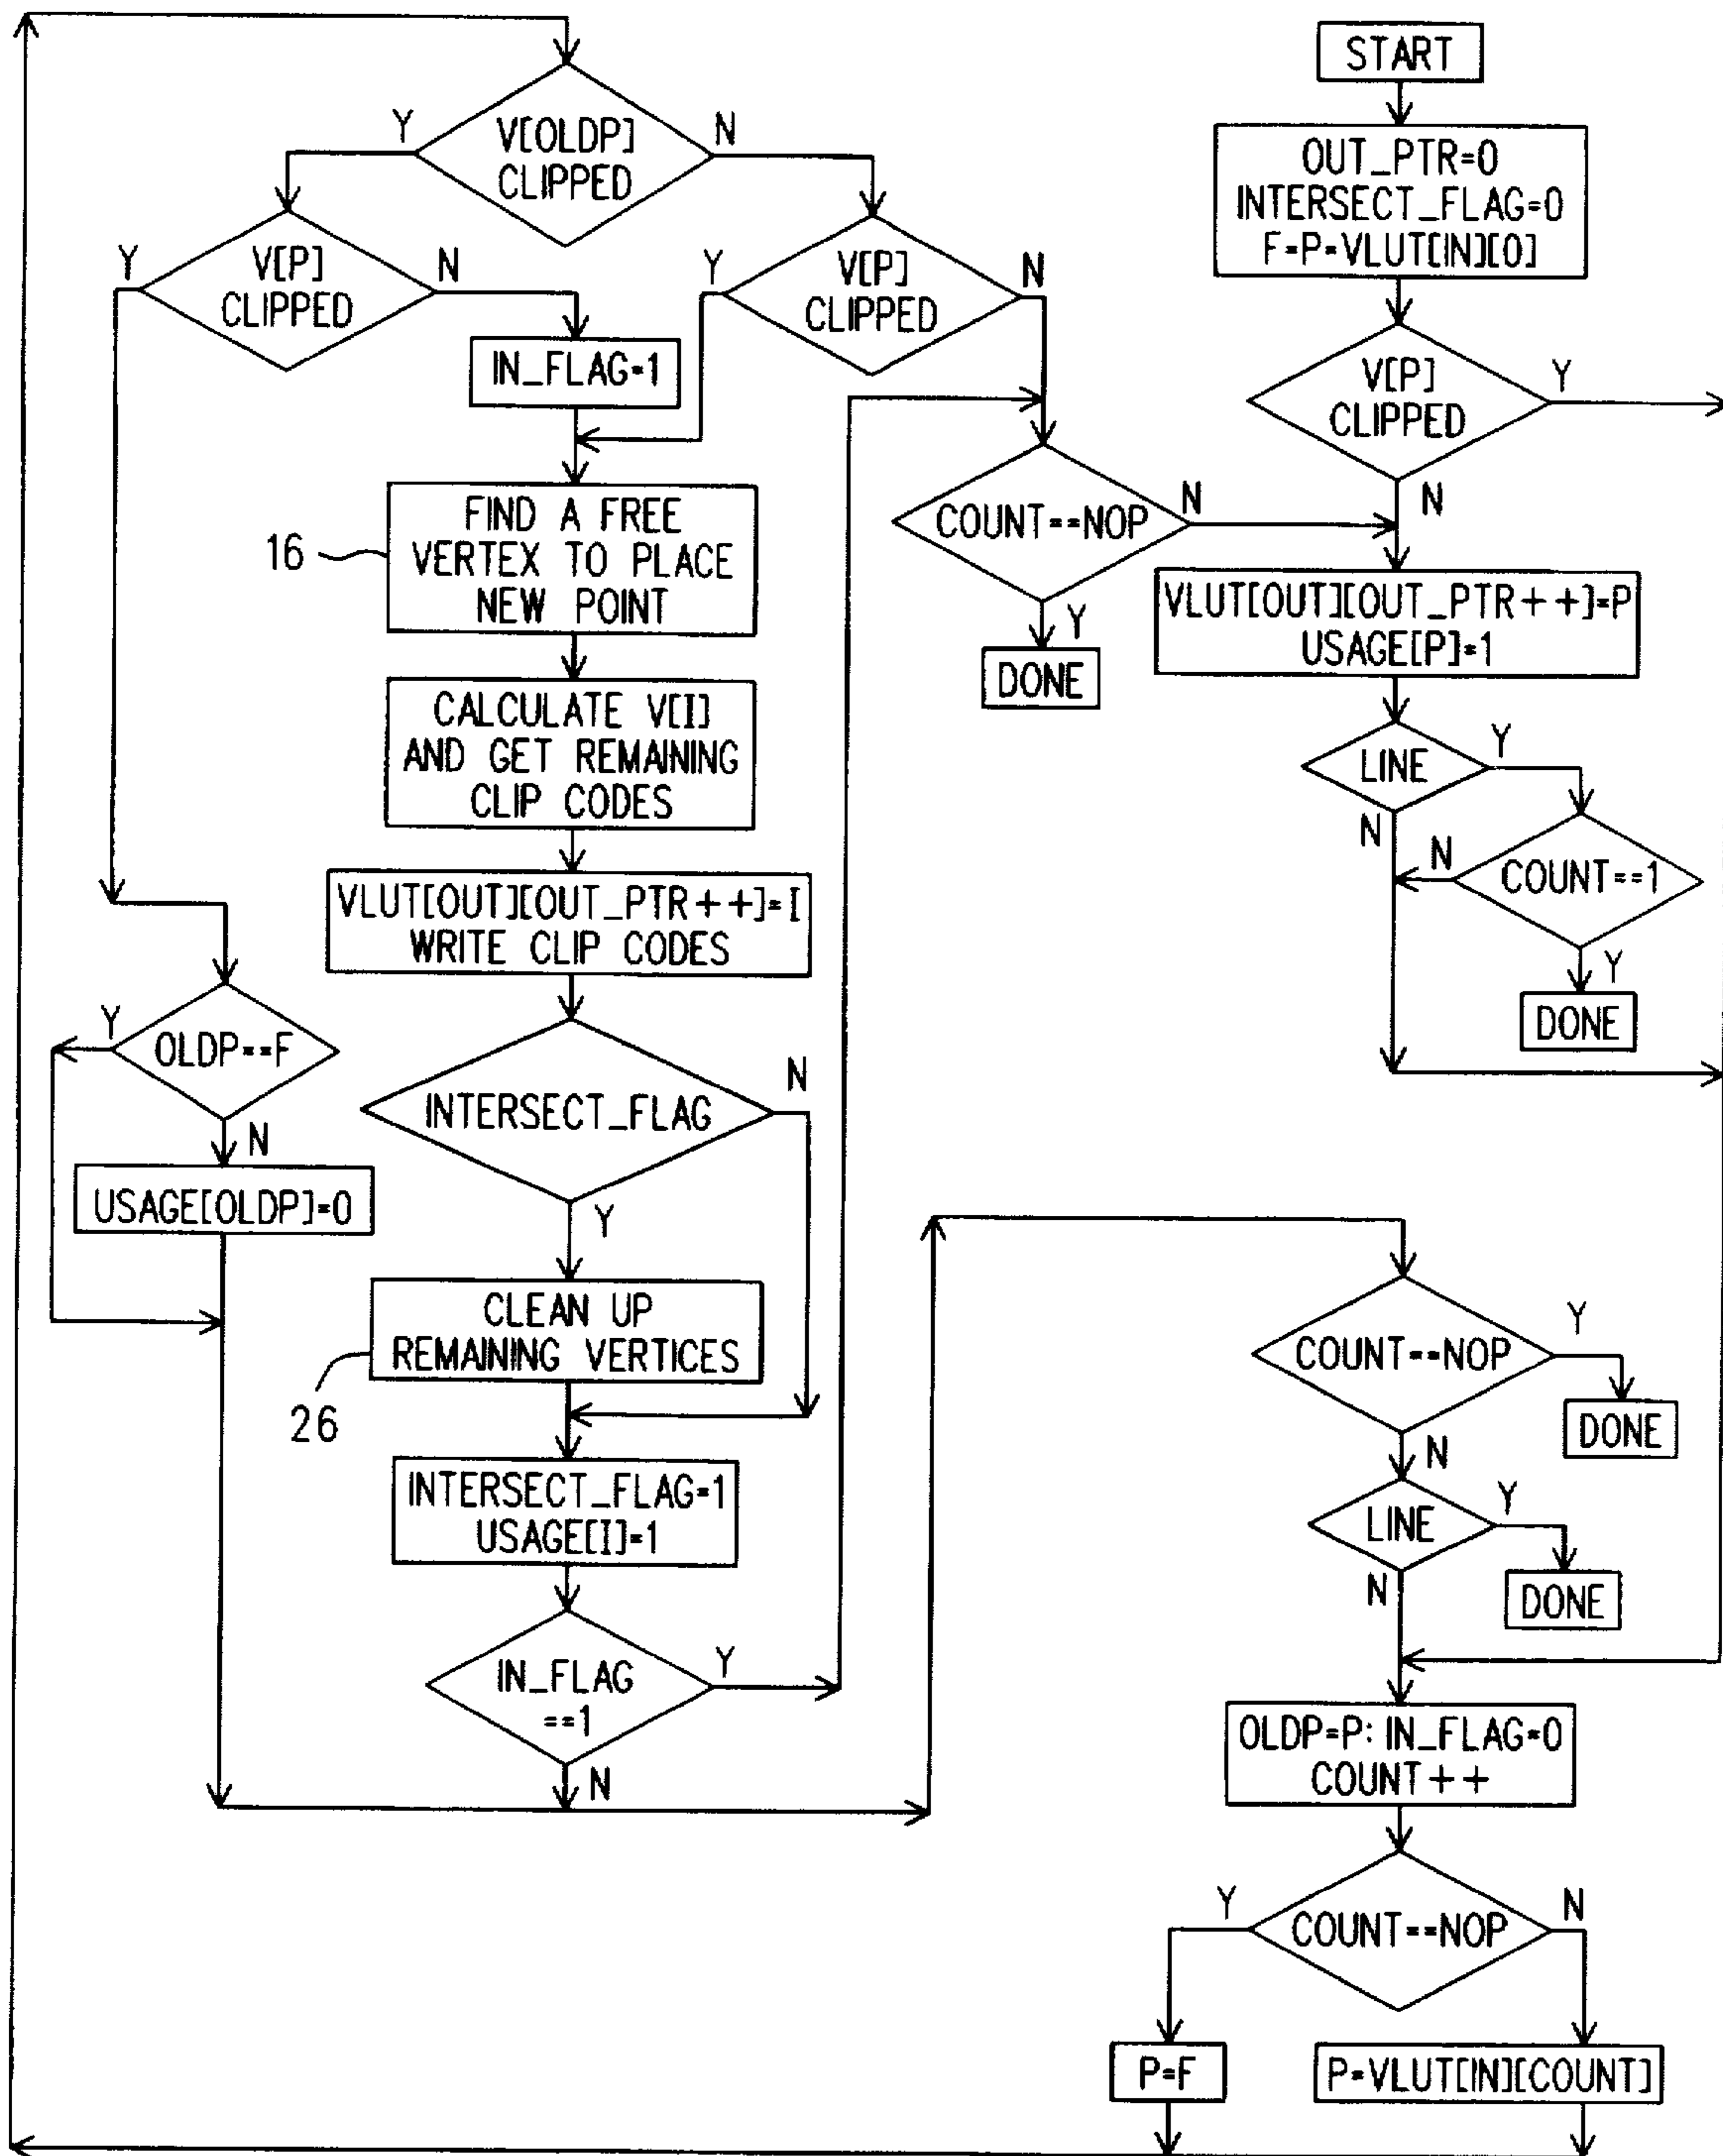 START
OUT_PTR=0
INTERSECT_FLAG=0
F=P=VLUT[IN][0]
V[P]
CLIPPED
Y
N
V[OLDP]
CLIPPED
Y
N
V[P]
CLIPPED
Y
N
V[P]
CLIPPED
Y
N
IN_FLAG=1
16
FIND A FREE
VERTEX TO PLACE
NEW POINT
COUNT==NOP
N
Y
DONE
VLUT[OUT][OUT_PTR++]=P
USAGE[P]=1
LINE
Y
N
COUNT==1
N
Y
DONE
CALCULATE V[I]
AND GET REMAINING
CLIP CODES
VLUT[OUT][OUT_PTR++]=I
WRITE CLIP CODES
OLDP==F
Y
N
USAGE[OLDP]=0
INTERSECT_FLAG
N
Y
CLEAN UP
REMAINING VERTICES
26
INTERSECT_FLAG=1
USAGE[I]=1
IN_FLAG
==1
Y
N
COUNT==NOP
Y
DONE
N
LINE
Y
DONE
N
OLDP=P: IN_FLAG=0
COUNT++
COUNT==NOP
Y
N
P=F
P=VLUT[IN][COUNT]